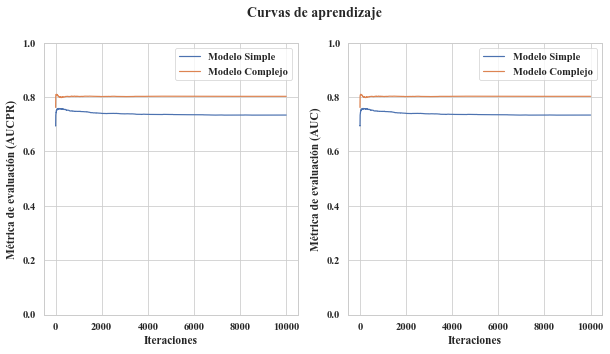 Curvas de aprendizaje
Métrica de evaluación (AUCPR)
1.0
0.8
0.6
0.4
0.2
0.0
Modelo Simple
Modelo Complejo
0 2000 4000 6000 8000 10000
Iteraciones
Métrica de evaluación (AUC)
1.0
0.8
0.6
0.4
0.2
0.0
Modelo Simple
Modelo Complejo
0 2000 4000 6000 8000 10000
Iteraciones